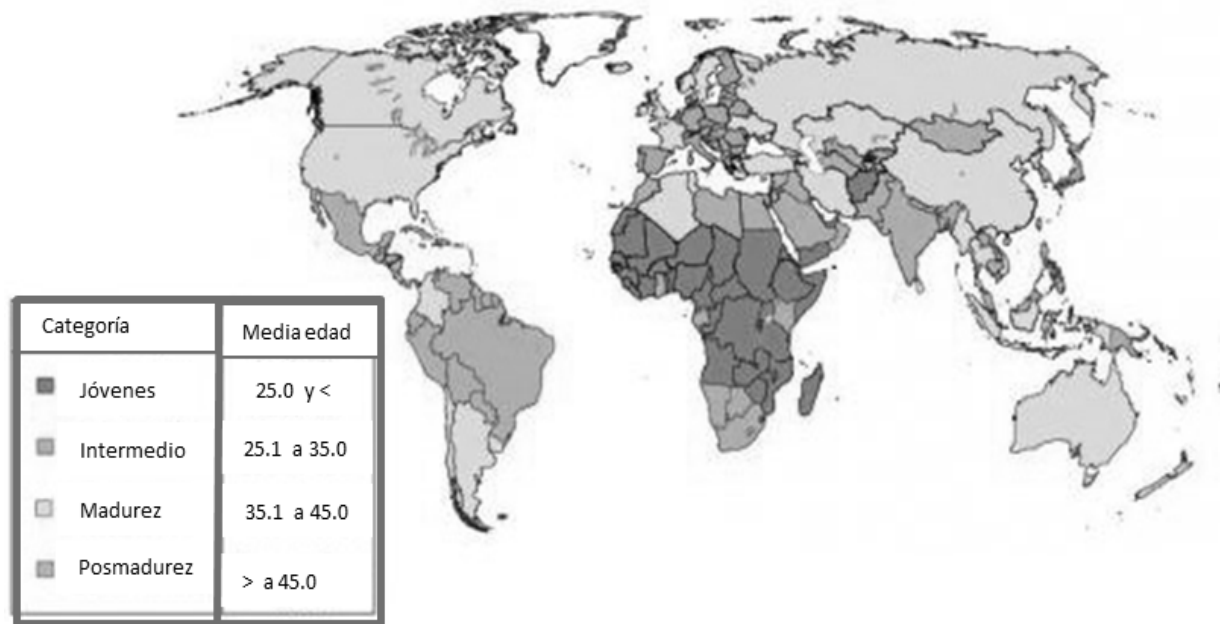 Categoría Media edad
Jóvenes 25.0 y <
Intermedio 25.1 a 35.0
Madurez 35.1 a 45.0
Posmadurez > a 45.0